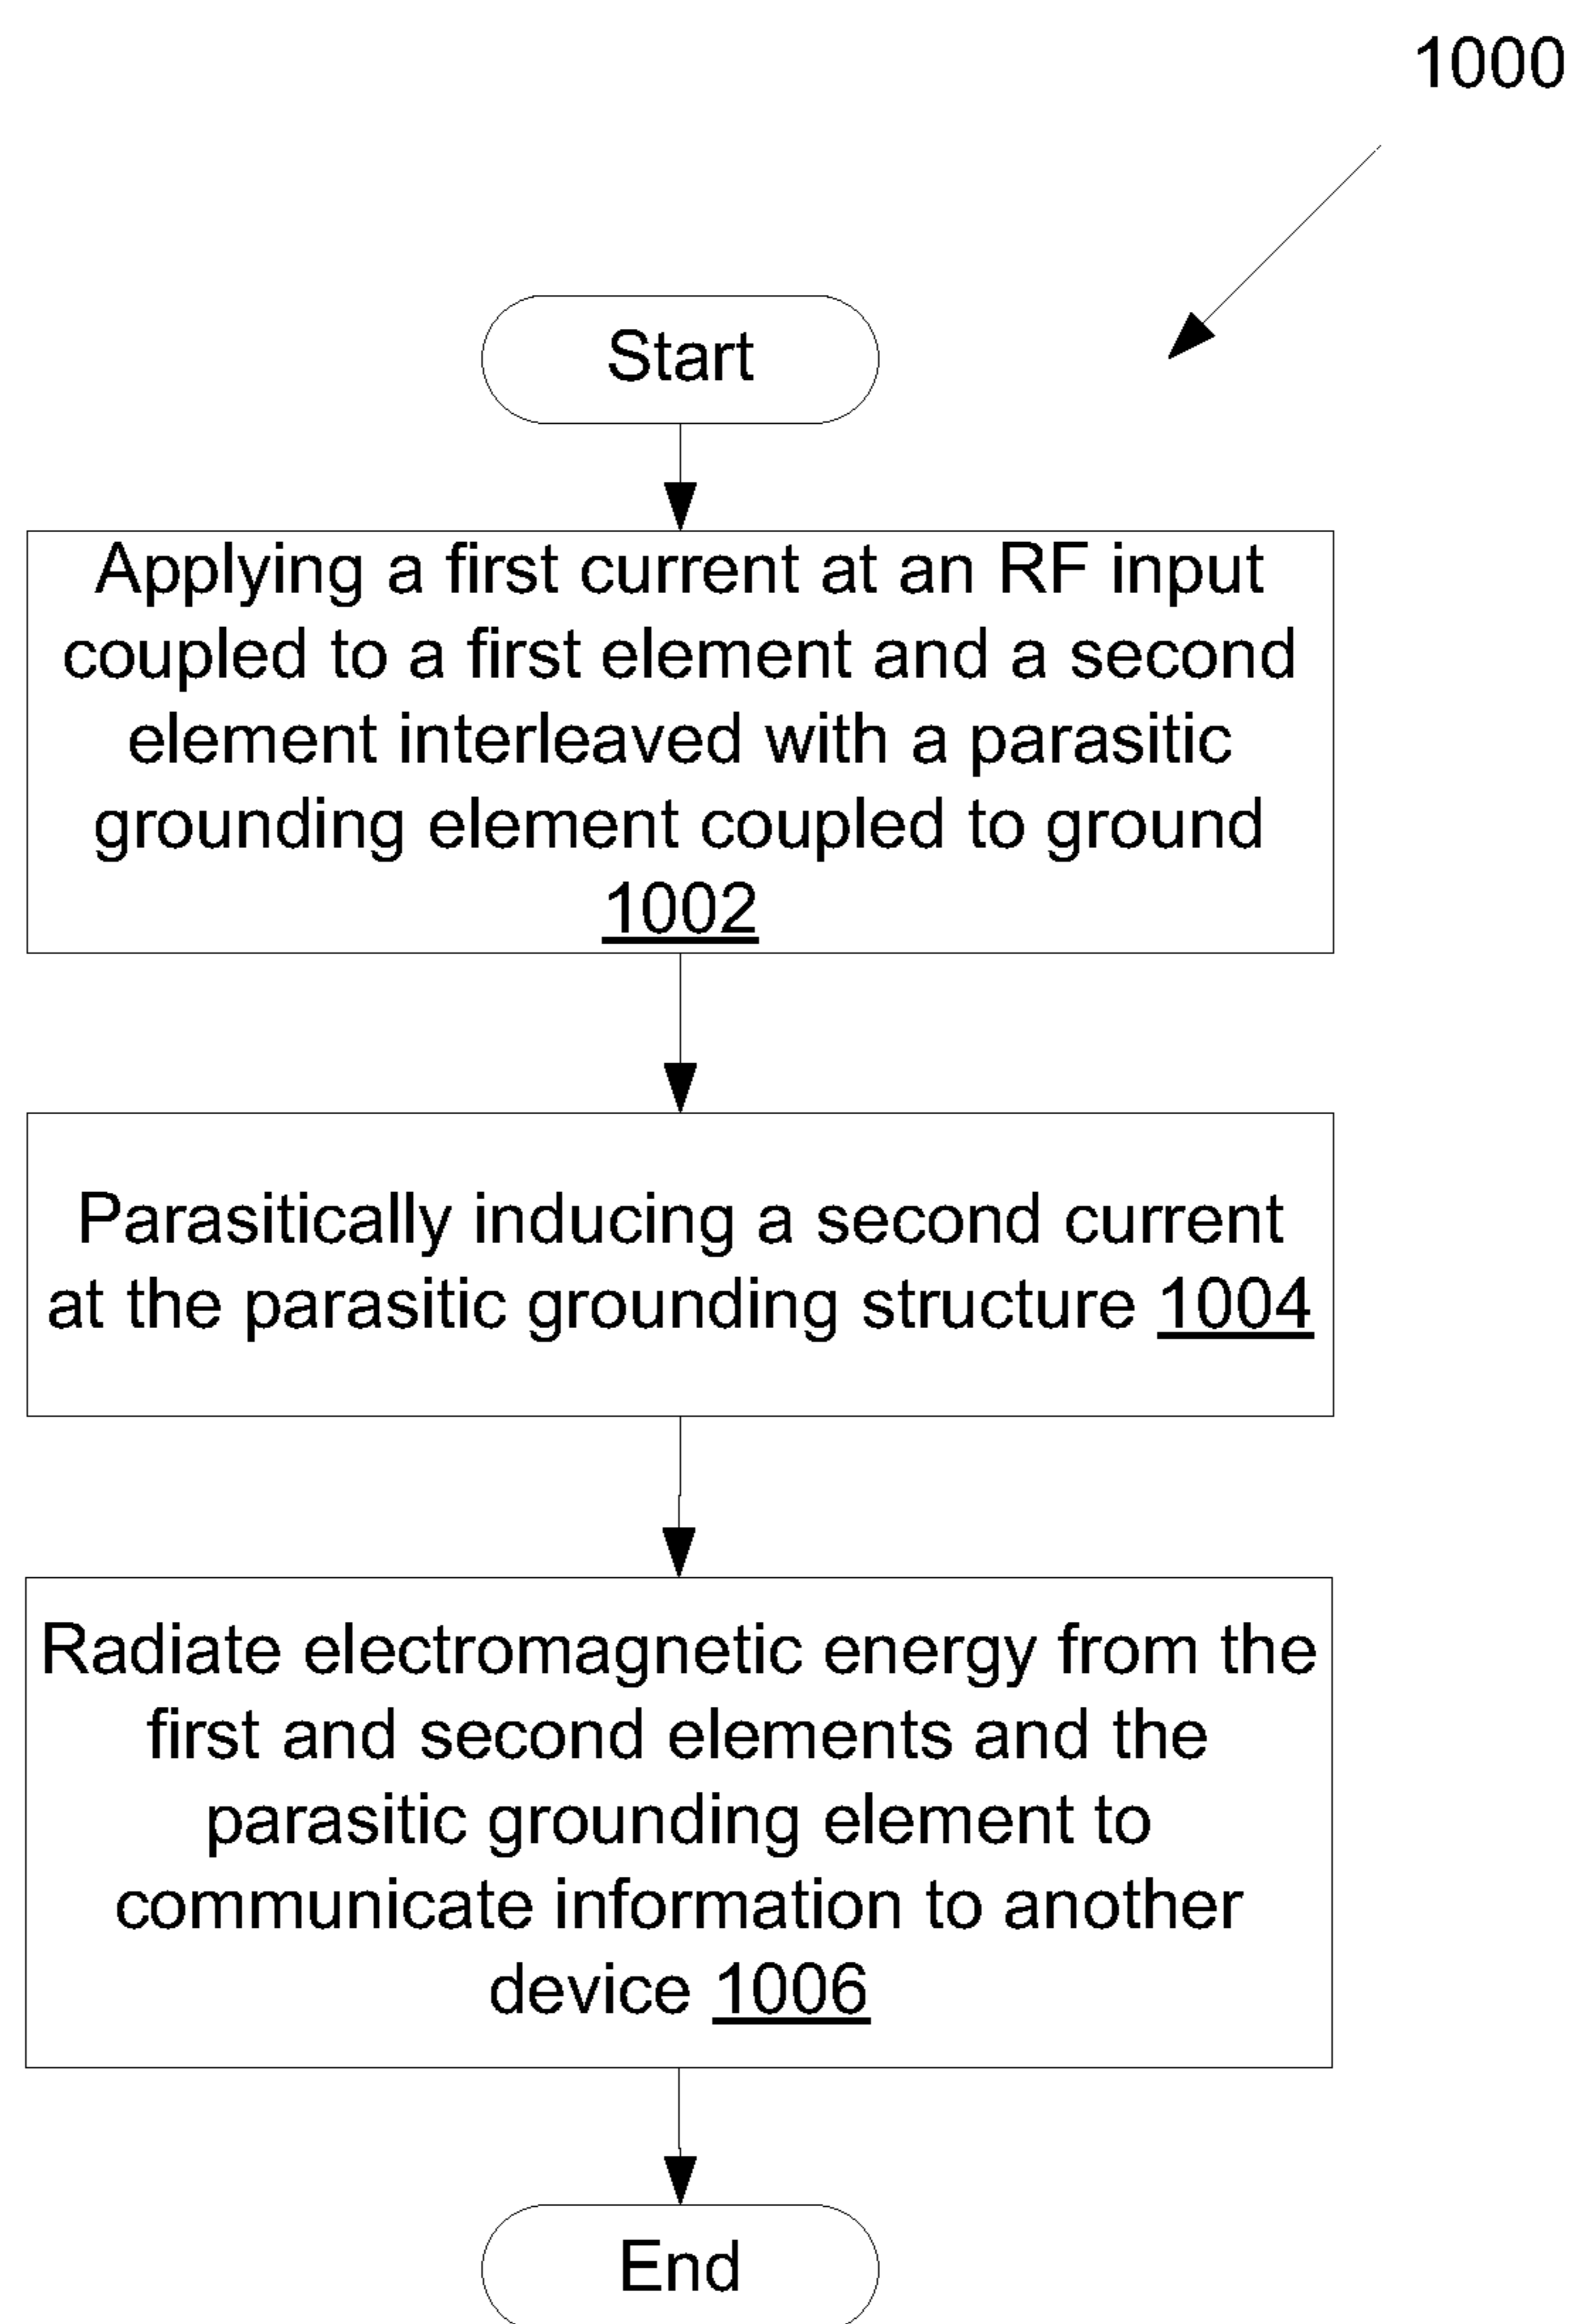 1000
Start
Applying a first current at an RF input
coupled to a first element and a second
element interleaved with a parasitic
grounding element coupled to ground
1002
Parasitically inducing a second current
at the parasitic grounding structure 1004
Radiate electromagnetic energy from the
first and second elements and the
parasitic grounding element to
communicate information to another
device 1006
End